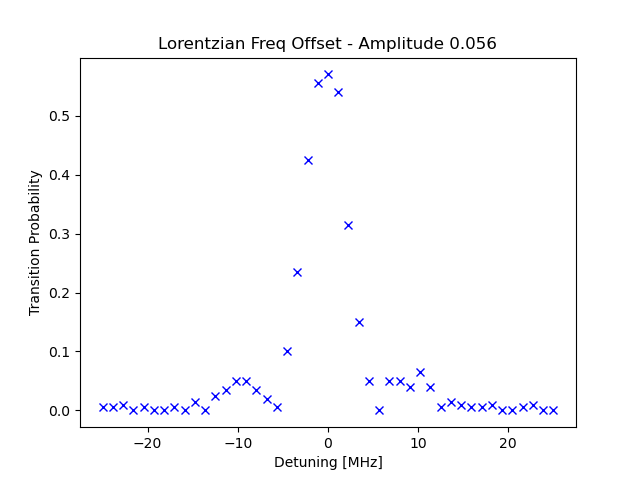 Lorentzian Freq Offset - Amplitude 0.056
Transition Probability
0.5
0.4
0.3
0.2
0.1
0.0
−20 −10 0 10 20
Detuning [MHz]